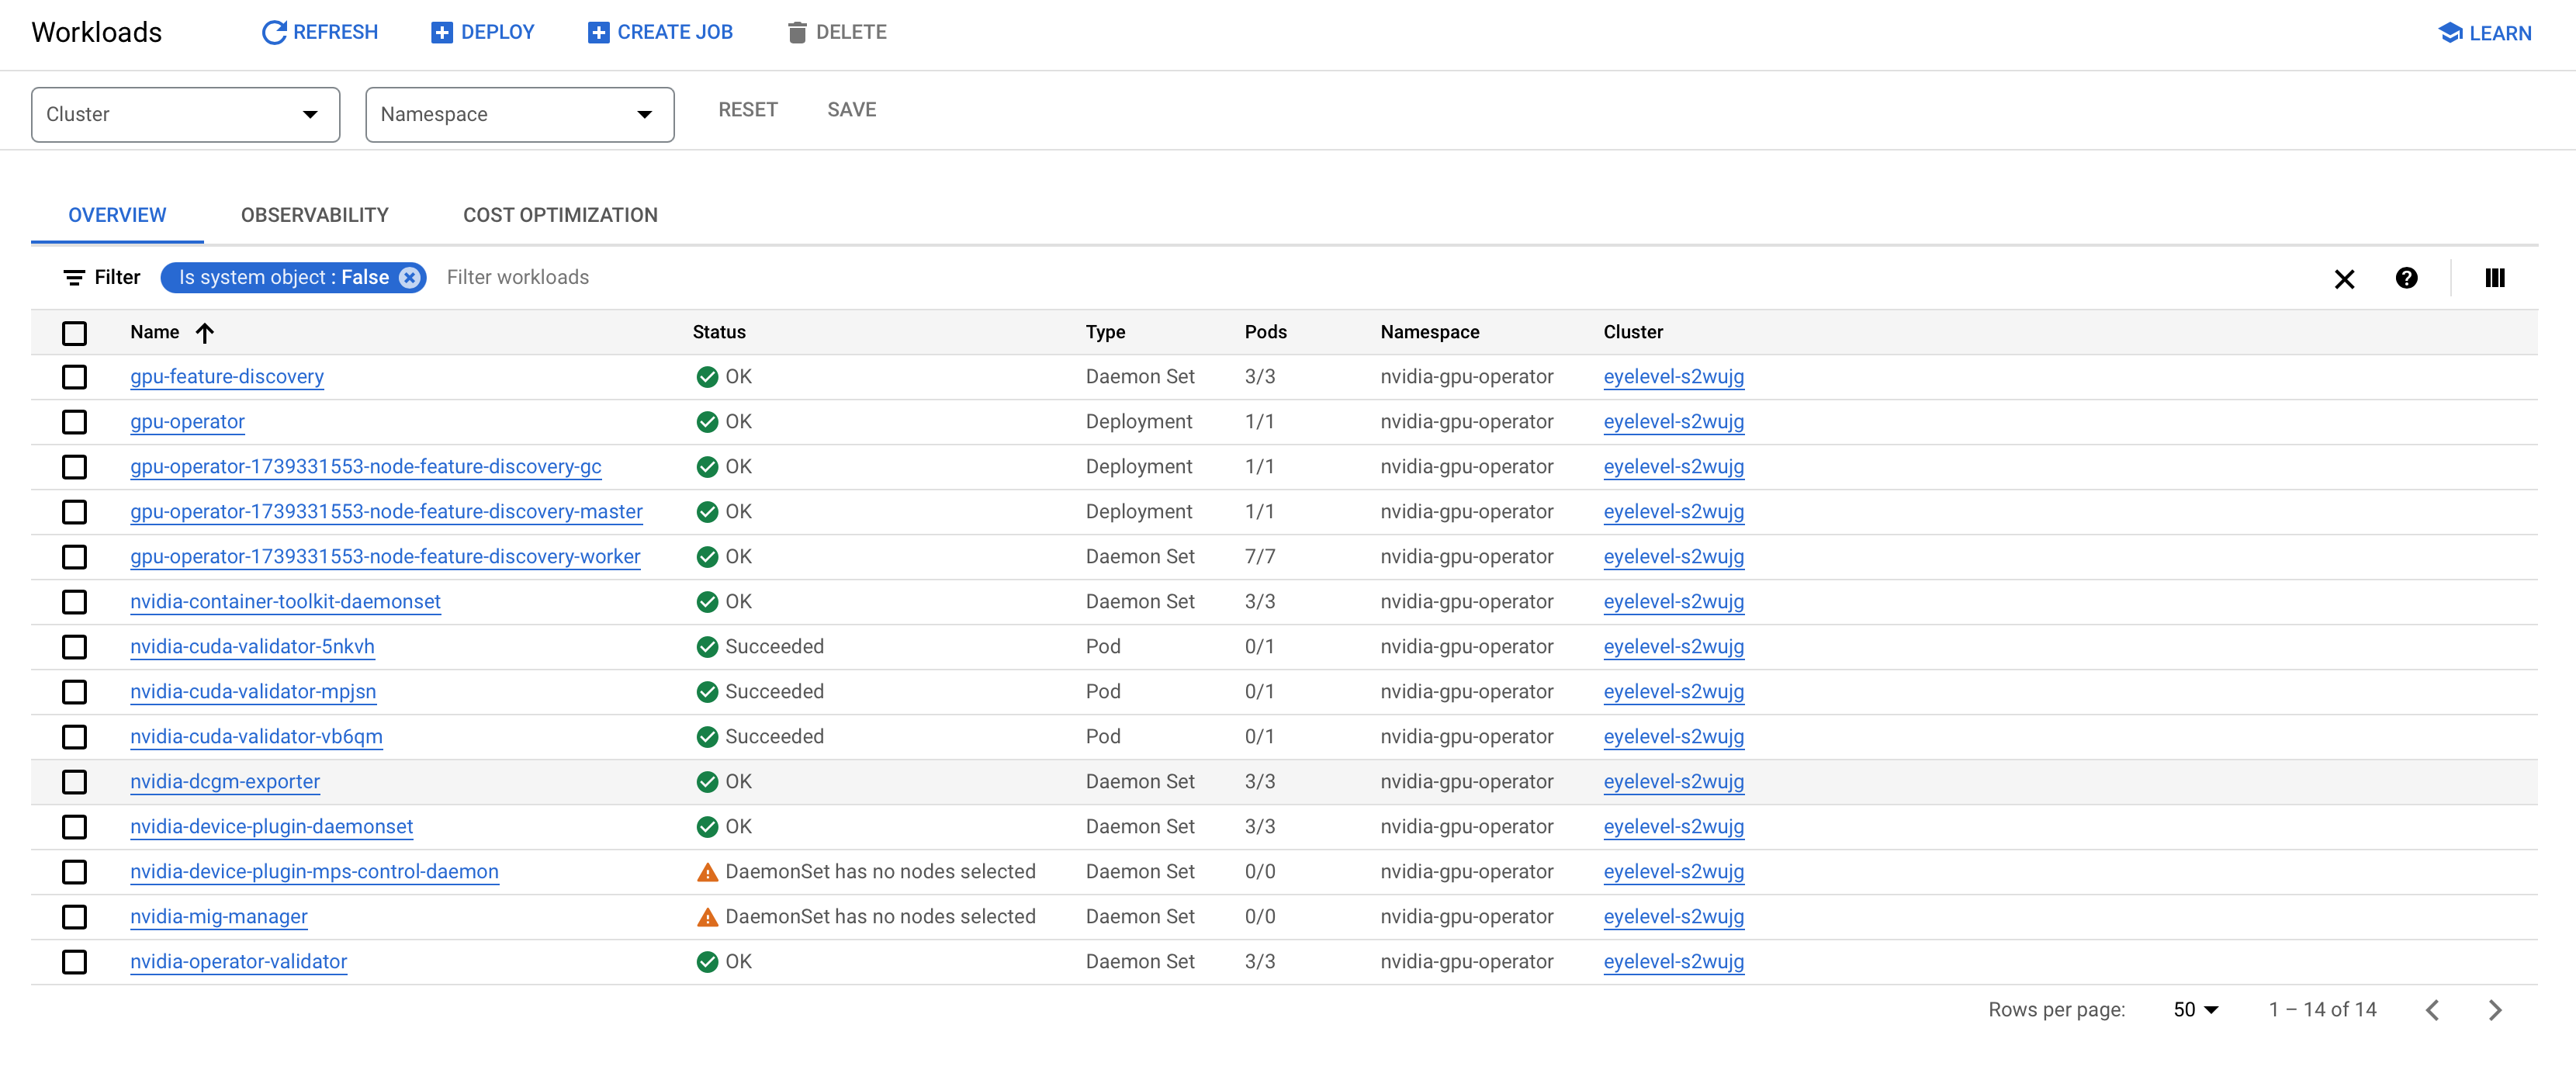 Workloads REFRESH DEPLOY CREATE JOB DELETE LEARN
Cluster Namespace RESET SAVE
OVERVIEW OBSERVABILITY COST OPTIMIZATION
Filter Is system object : False Filter workloads
Name Status Type Pods Namespace Cluster
gpu-feature-discovery OK Daemon Set 3/3 nvidia-gpu-operator eyelevel-s2wujg
gpu-operator OK Deployment 1/1 nvidia-gpu-operator eyelevel-s2wujg
gpu-operator-1739331553-node-feature-discovery-gc OK Deployment 1/1 nvidia-gpu-operator eyelevel-s2wujg
gpu-operator-1739331553-node-feature-discovery-master OK Deployment 1/1 nvidia-gpu-operator eyelevel-s2wujg
gpu-operator-1739331553-node-feature-discovery-worker OK Daemon Set 7/7 nvidia-gpu-operator eyelevel-s2wujg
nvidia-container-toolkit-daemonset OK Daemon Set 3/3 nvidia-gpu-operator eyelevel-s2wujg
nvidia-cuda-validator-5nkvh Succeeded Pod 0/1 nvidia-gpu-operator eyelevel-s2wujg
nvidia-cuda-validator-mpjsn Succeeded Pod 0/1 nvidia-gpu-operator eyelevel-s2wujg
nvidia-cuda-validator-vb6qm Succeeded Pod 0/1 nvidia-gpu-operator eyelevel-s2wujg
nvidia-dcgm-exporter OK Daemon Set 3/3 nvidia-gpu-operator eyelevel-s2wujg
nvidia-device-plugin-daemonset OK Daemon Set 3/3 nvidia-gpu-operator eyelevel-s2wujg
nvidia-device-plugin-mps-control-daemon DaemonSet has no nodes selected Daemon Set 0/0 nvidia-gpu-operator eyelevel-s2wujg
nvidia-mig-manager DaemonSet has no nodes selected Daemon Set 0/0 nvidia-gpu-operator eyelevel-s2wujg
nvidia-operator-validator OK Daemon Set 3/3 nvidia-gpu-operator eyelevel-s2wujg
Rows per page: 50 1 – 14 of 14